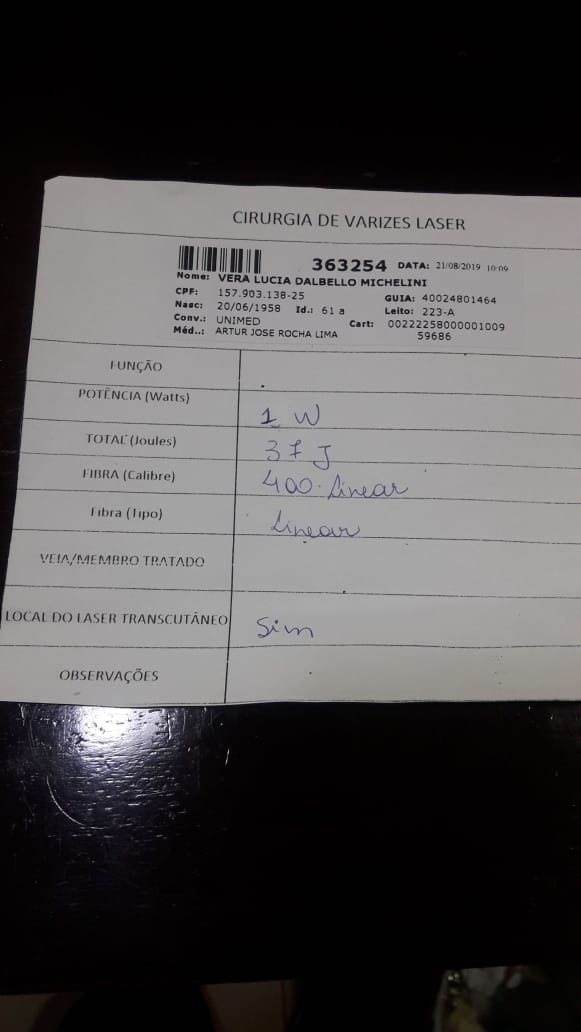 CIRURGIA DE VARIZES LASER
363254 DATA: 21/08/2019 10:09
Nome: VERA LUCIA DALBELLO MICHELINI
CPF: 157.903.138-25 GUIA: 40024801464
Nasc: 20/06/1958 Id.: 61 a Leito: 223-A
Conv.: UNIMED Cart: 00222258000001009
Méd..: ARTUR JOSE ROCHA LIMA 59686
FUNÇÃO
POTÊNCIA (Watts) 1 W
TOTAL (Joules) 37 J
FIBRA (Calibre) 400. Linear
Fibra (Tipo) Linear
VEIA/MEMBRO TRATADO
LOCAL DO LASER TRANSCUTÂNEO Sim
OBSERVAÇÕES